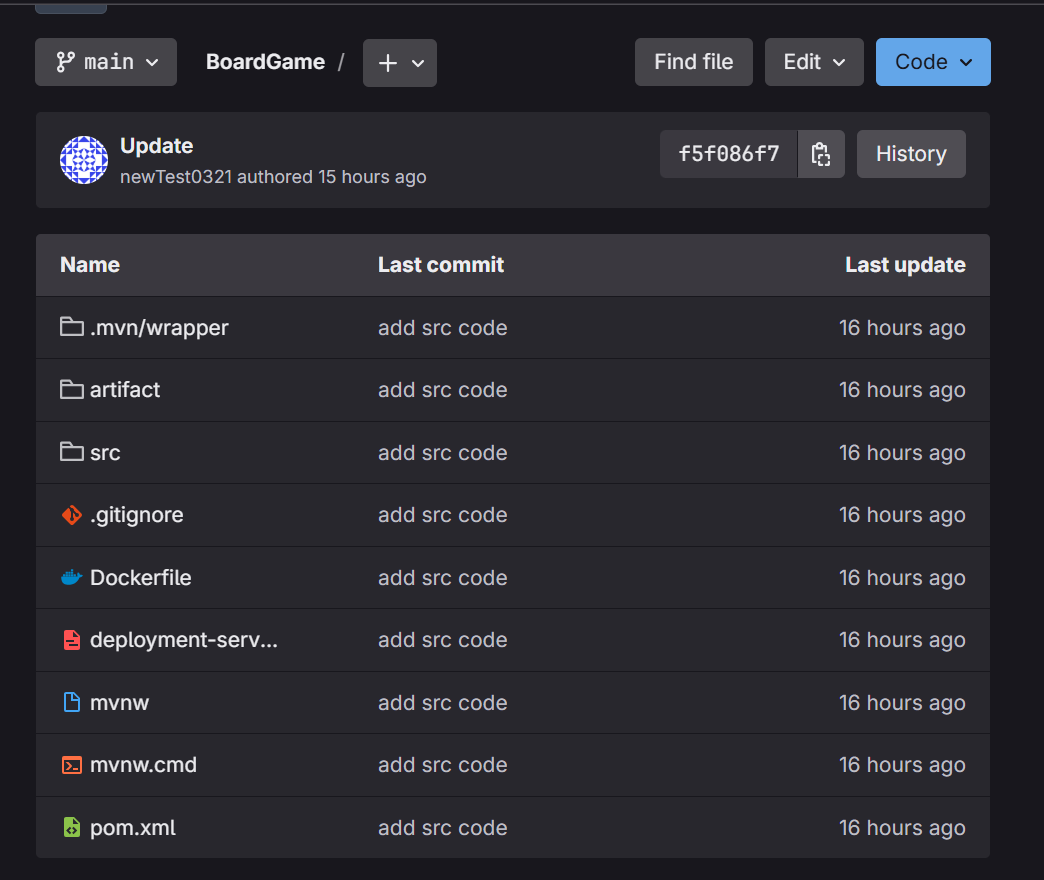 main BoardGame / + Find file Edit Code
Update
newTest0321 authored 15 hours ago
f5f086f7 History
Name Last commit Last update
.mvn/wrapper add src code 16 hours ago
artifact add src code 16 hours ago
src add src code 16 hours ago
.gitignore add src code 16 hours ago
Dockerfile add src code 16 hours ago
deployment-serv... add src code 16 hours ago
mvnw add src code 16 hours ago
mvnw.cmd add src code 16 hours ago
pom.xml add src code 16 hours ago